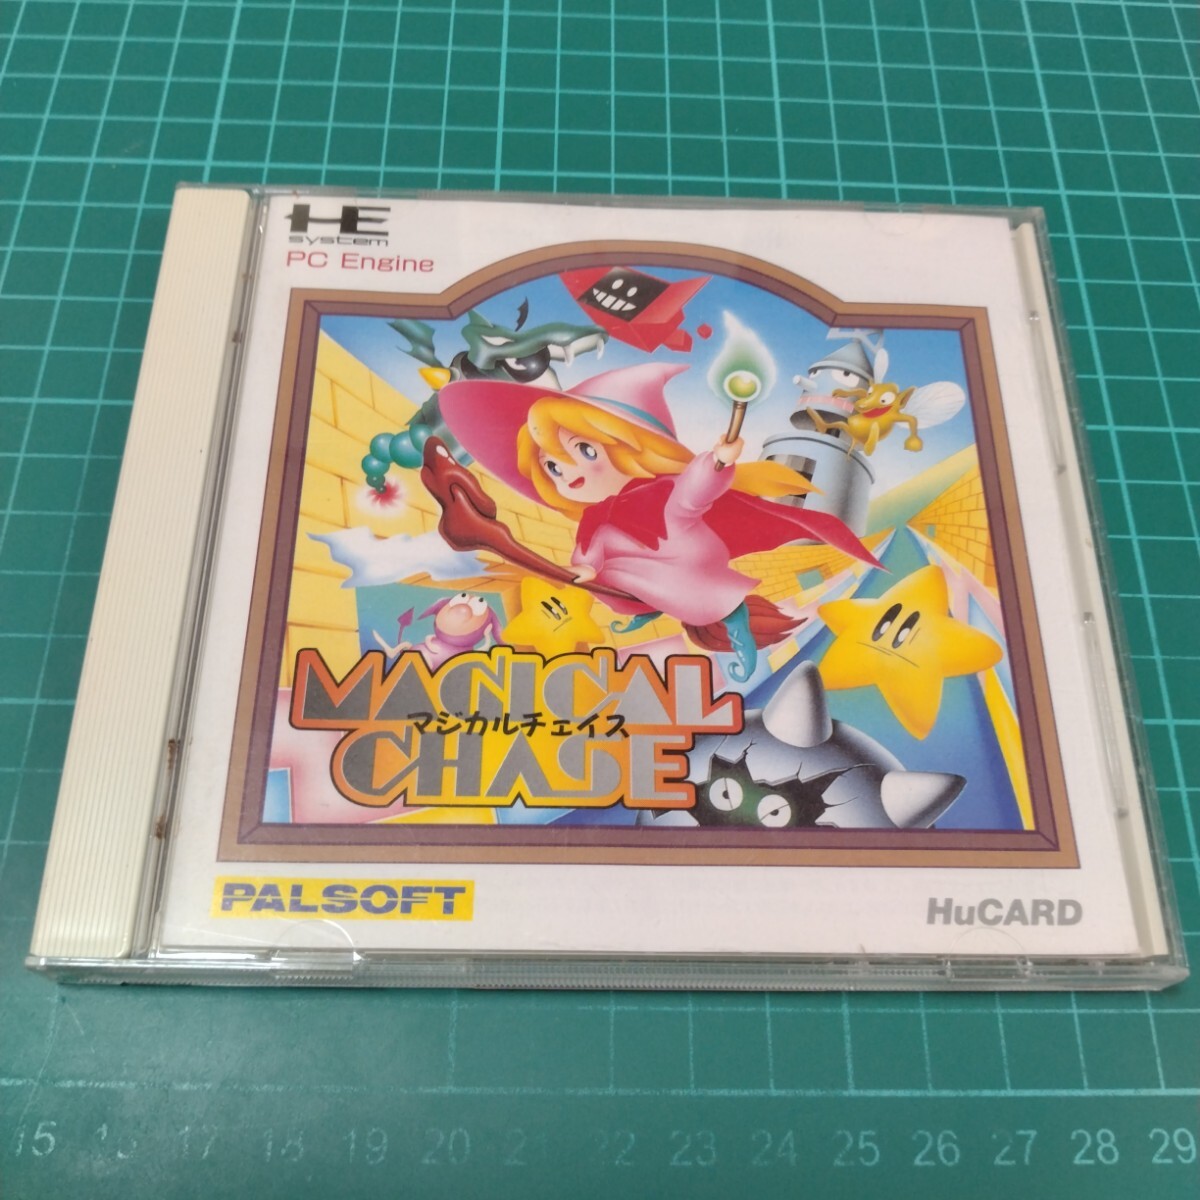 HE
system
PC Engine
MAGICAL
マジカルチェイス
CHASE
PALSOFT
HuCARD
15 16 17 18 19 20 21 22 23 24 25 26 27 28 29